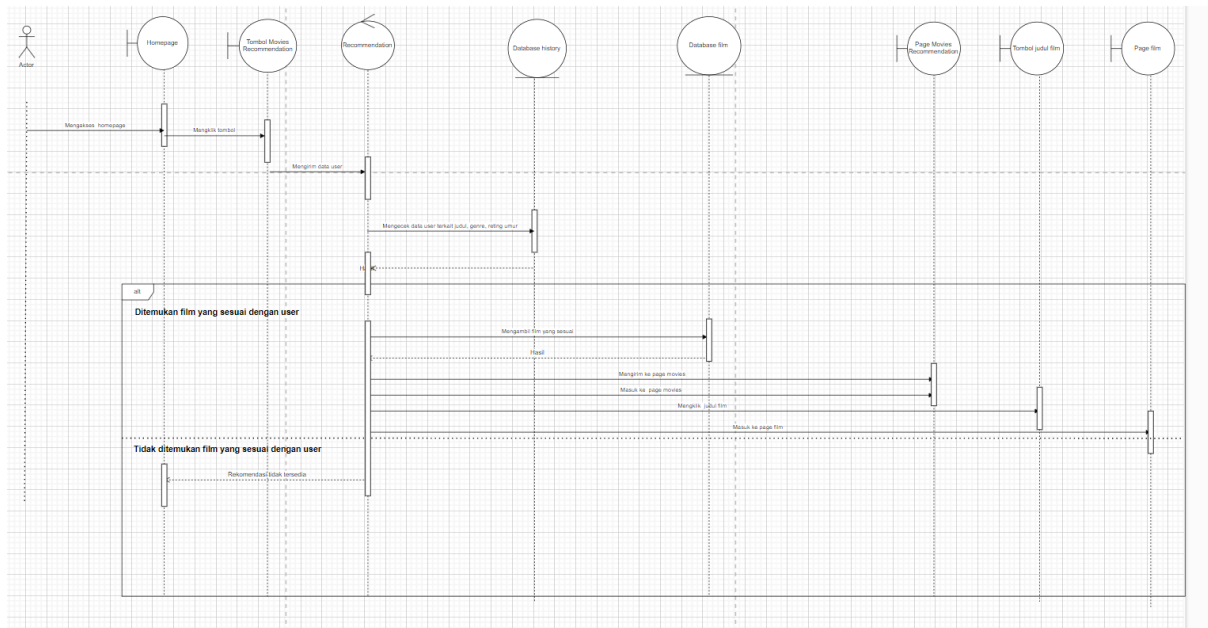 Actor
Homepage
Tombol Movies
Recommendation
Recommendation
Database history
Database film
Page Movies
Recommendation
Tombol judul film
Page film
Mengakses homepage
Mengklik tombol
Mengirim data user
Mengecek data user terkait judul, genre, rating umur
alt
Ditemukan film yang sesuai dengan user
Mengambil film yang sesuai
Hasil
Mengirim ke page movies
Masuk ke page movies
Mengklik judul film
Masuk ke page film
Tidak ditemukan film yang sesuai dengan user
Rekomendasi tidak tersedia